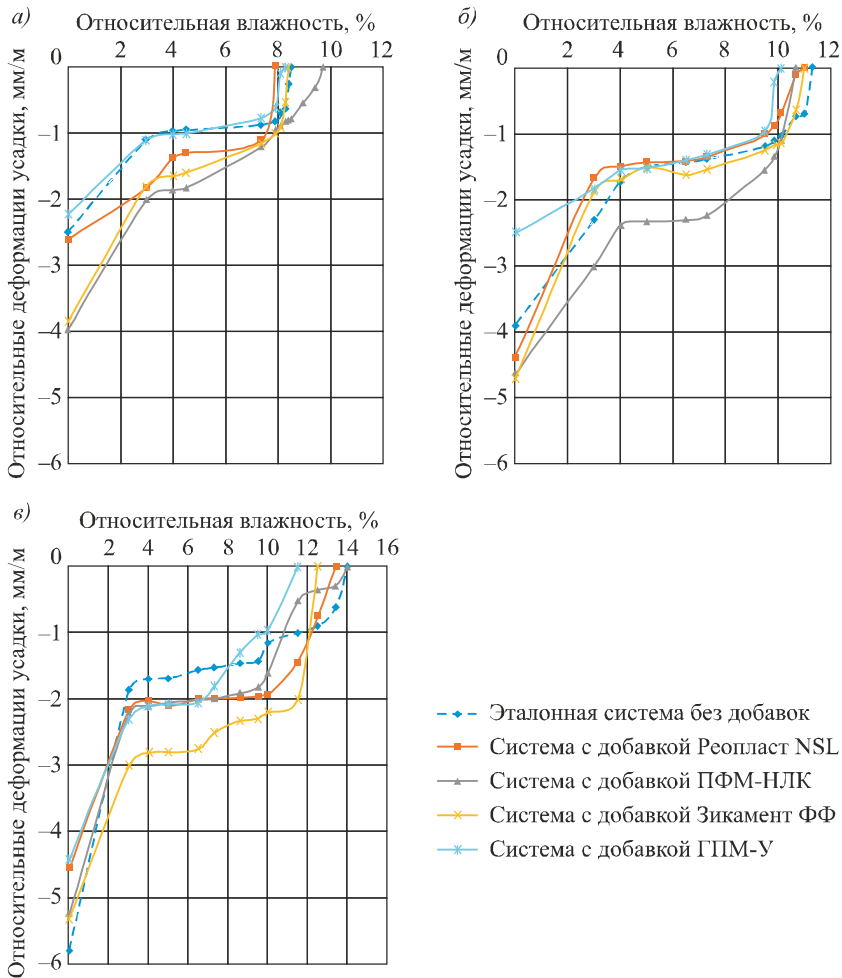 а)
Относительная влажность, %
0 2 4 6 8 10 12
Относительные деформации усадки, мм/м
–1
–2
–3
–4
–5
–6
б)
Относительная влажность, %
0 2 4 6 8 10 12
Относительные деформации усадки, мм/м
–1
–2
–3
–4
–5
–6
в)
Относительная влажность, %
0 2 4 6 8 10 12 14 16
Относительные деформации усадки, мм/м
–1
–2
–3
–4
–5
–6
Эталонная система без добавок
Система с добавкой Реопласт NSL
Система с добавкой ПФМ-НЛК
Система с добавкой Зикамент ФФ
Система с добавкой ГПМ-У